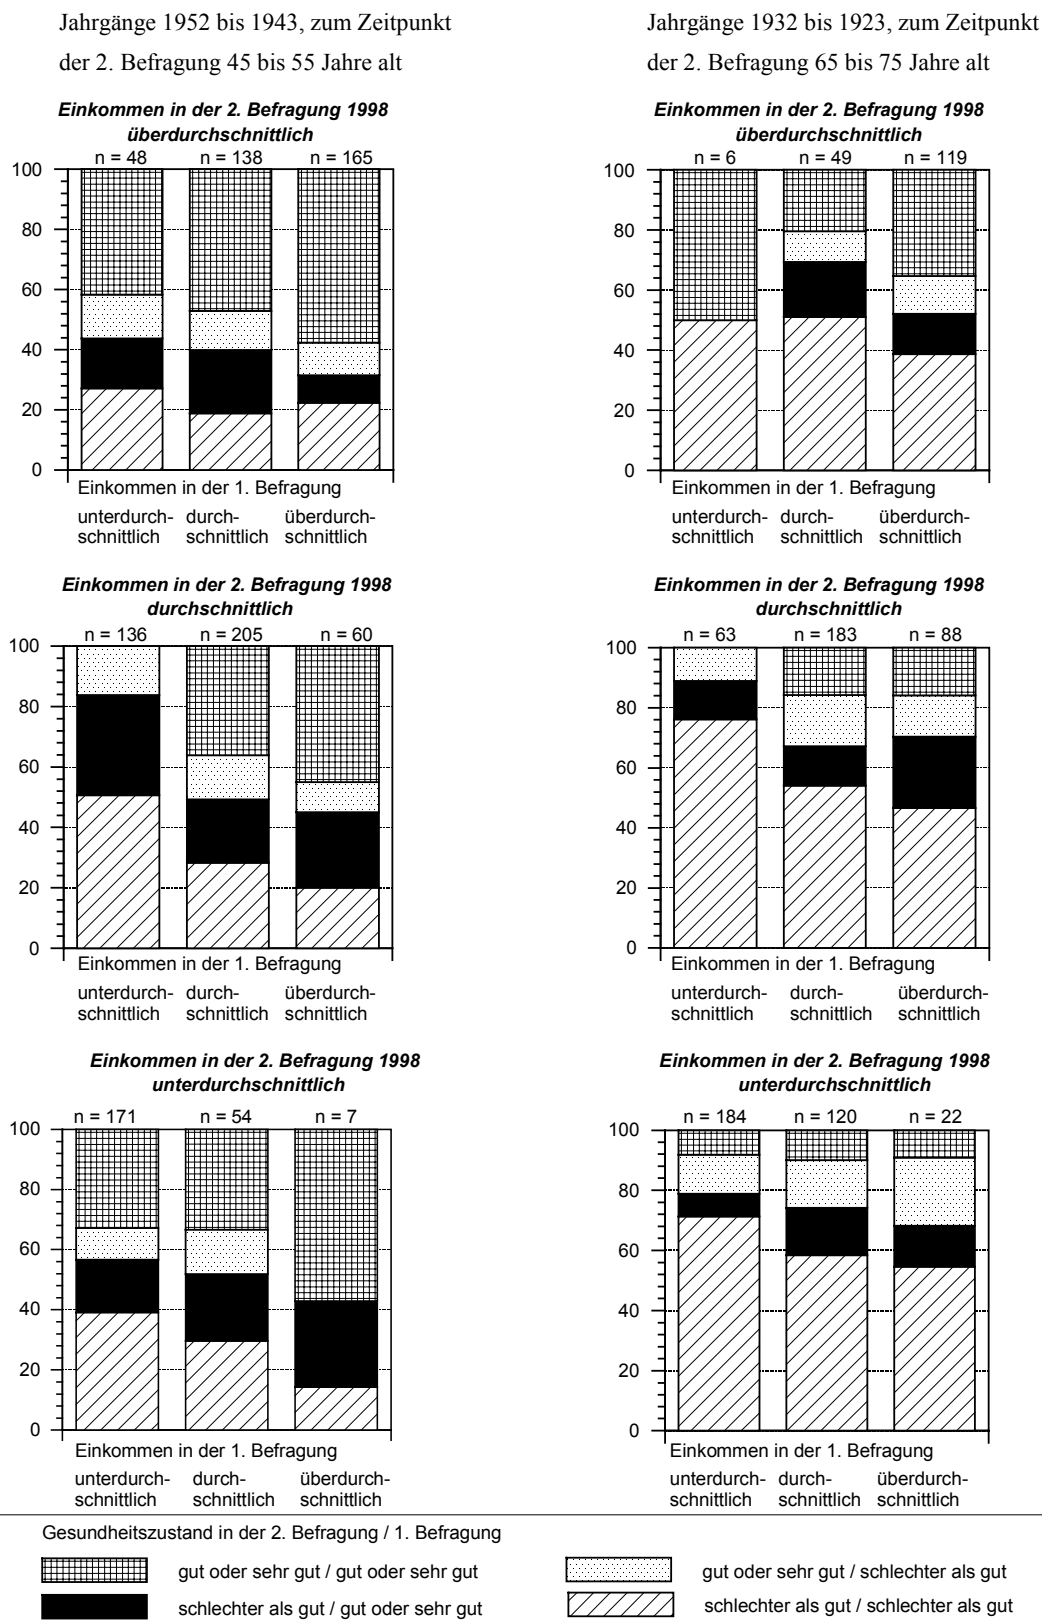 Jahrgänge 1952 bis 1943, zum Zeitpunkt
der 2. Befragung 45 bis 55 Jahre alt
Jahrgänge 1932 bis 1923, zum Zeitpunkt
der 2. Befragung 65 bis 75 Jahre alt
Einkommen in der 2. Befragung 1998
überdurchschnittlich
n = 48 n = 138 n = 165
100
80
60
40
20
0
Einkommen in der 1. Befragung
unterdurch- durch- überdurch-
schnittlich schnittlich schnittlich
Einkommen in der 2. Befragung 1998
überdurchschnittlich
n = 6 n = 49 n = 119
100
80
60
40
20
0
Einkommen in der 1. Befragung
unterdurch- durch- überdurch-
schnittlich schnittlich schnittlich
Einkommen in der 2. Befragung 1998
durchschnittlich
n = 136 n = 205 n = 60
100
80
60
40
20
0
Einkommen in der 1. Befragung
unterdurch- durch- überdurch-
schnittlich schnittlich schnittlich
Einkommen in der 2. Befragung 1998
durchschnittlich
n = 63 n = 183 n = 88
100
80
60
40
20
0
Einkommen in der 1. Befragung
unterdurch- durch- überdurch-
schnittlich schnittlich schnittlich
Einkommen in der 2. Befragung 1998
unterdurchschnittlich
n = 171 n = 54 n = 7
100
80
60
40
20
0
Einkommen in der 1. Befragung
unterdurch- durch- überdurch-
schnittlich schnittlich schnittlich
Einkommen in der 2. Befragung 1998
unterdurchschnittlich
n = 184 n = 120 n = 22
100
80
60
40
20
0
Einkommen in der 1. Befragung
unterdurch- durch- überdurch-
schnittlich schnittlich schnittlich
Gesundheitszustand in der 2. Befragung / 1. Befragung
gut oder sehr gut / gut oder sehr gut
gut oder sehr gut / schlechter als gut
schlechter als gut / gut oder sehr gut
schlechter als gut / schlechter als gut